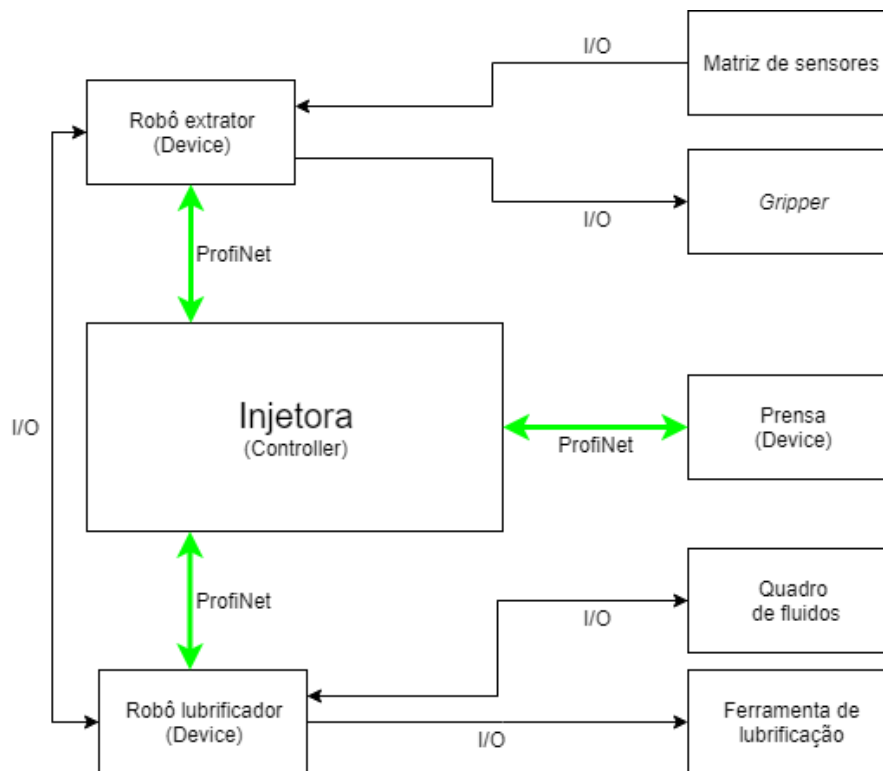 I/O
Matriz de sensores
Robô extrator
(Device)
Gripper
I/O
ProfiNet
Injetora
(Controller)
Prensa
(Device)
I/O
ProfiNet
Quadro
de fluidos
ProfiNet
I/O
Robô lubrificador
(Device)
Ferramenta de
lubrificação
I/O